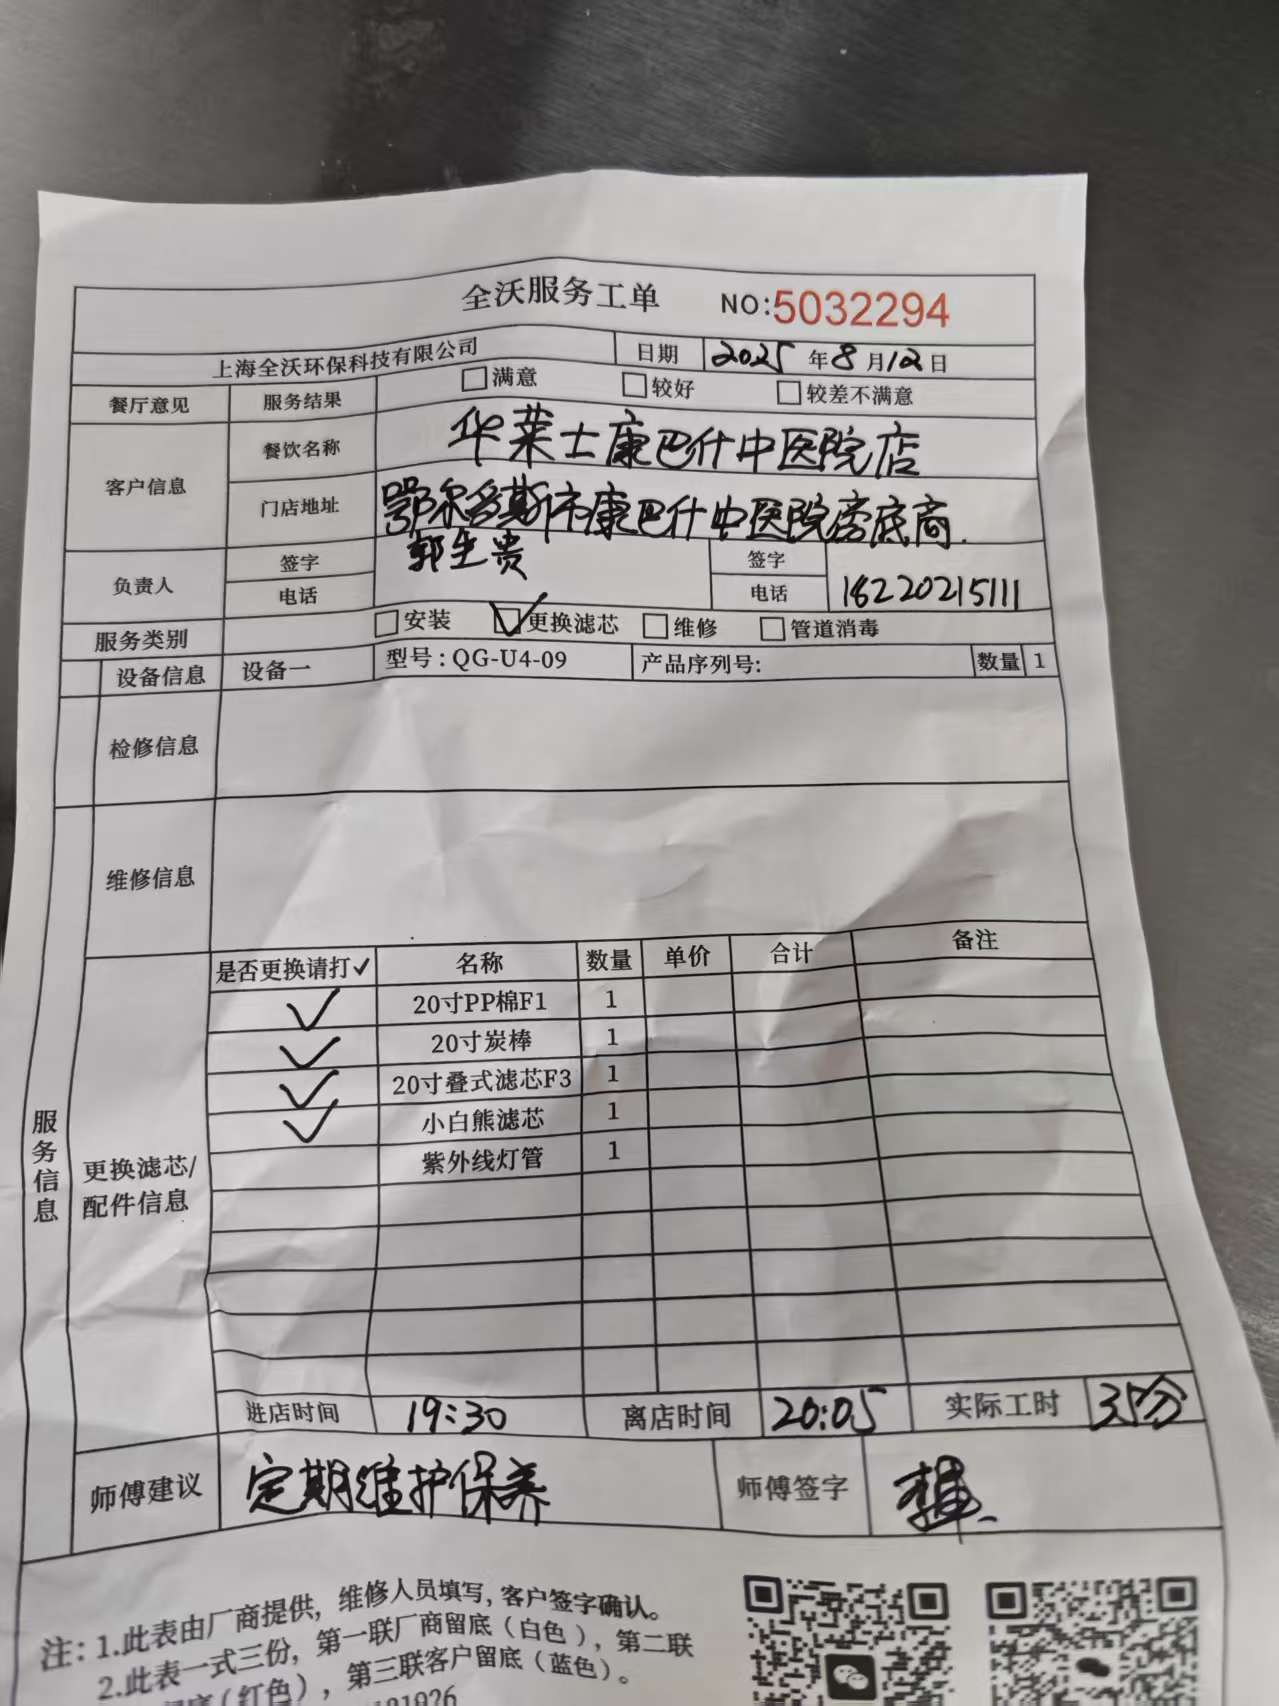 全沃服务工单 NO:5032294
上海全沃环保科技有限公司 日期 2025 年 8 月 12 日
餐厅意见 服务结果 □满意 □较好 □较差不满意
客户信息 餐饮名称 华莱士康巴什中医院店
门店地址 鄂尔多斯市康巴什中医院旁底商.
负责人 签字 郭生贵 签字
电话 电话 18220215111
服务类别 □安装 ☑更换滤芯 □维修 □管道消毒
设备信息 设备一 型号:QG-U4-09 产品序列号: 数量 1
检修信息
维修信息
服务信息
更换滤芯/
配件信息
是否更换请打✓ 名称 数量 单价 合计 备注
✓ 20寸PP棉F1 1
✓ 20寸炭棒 1
✓ 20寸叠式滤芯F3 1
✓ 小白熊滤芯 1
紫外线灯管 1
进店时间 19:30 离店时间 20:05 实际工时 35分
师傅建议 定期维护保养 师傅签字
注: 1.此表由厂商提供, 维修人员填写, 客户签字确认。
2.此表一式三份, 第一联厂商留底(白色), 第二联
(红色), 第三联客户留底(蓝色)。